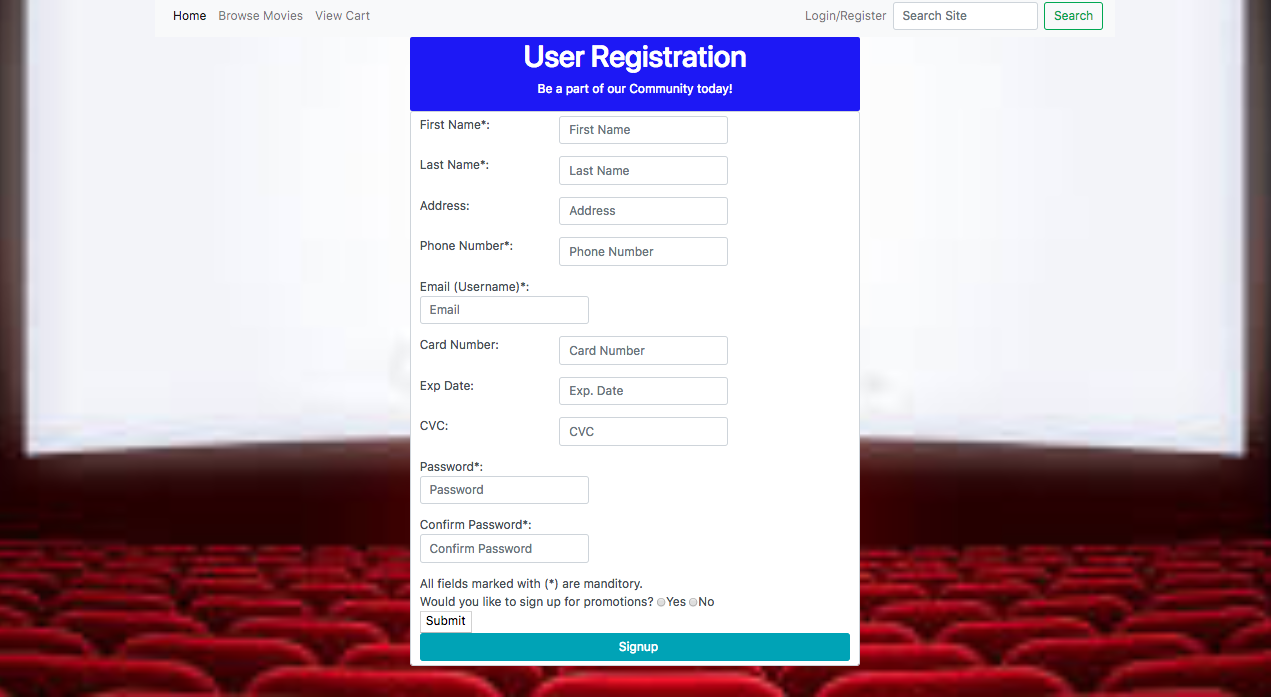 Home Browse Movies View Cart Login/Register Search Site Search
User Registration
Be a part of our Community today!
First Name*: First Name
Last Name*: Last Name
Address: Address
Phone Number*: Phone Number
Email (Username)*:
Email
Card Number: Card Number
Exp Date: Exp. Date
CVC: CVC
Password*:
Password
Confirm Password*:
Confirm Password
All fields marked with (*) are manditory.
Would you like to sign up for promotions? Yes No
Submit
Signup